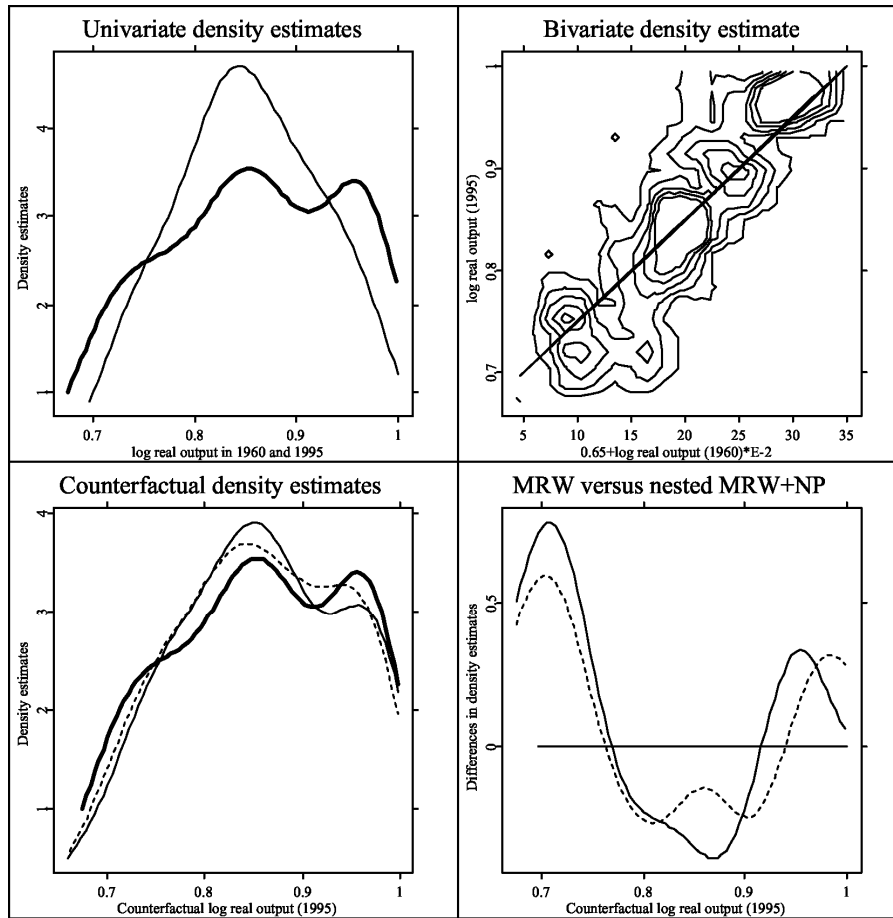 Univariate density estimates
Density estimates
4
3
2
1
0.7 0.8 0.9 1
log real output in 1960 and 1995
Bivariate density estimate
log real output (1995)
1
0.9
0.8
0.7
5 10 15 20 25 30 35
0.65+log real output (1960)*E-2
Counterfactual density estimates
Density estimates
4
3
2
1
0.7 0.8 0.9 1
Counterfactual log real output (1995)
MRW versus nested MRW+NP
Differences in density estimates
0.5
0
0.7 0.8 0.9 1
Counterfactual log real output (1995)